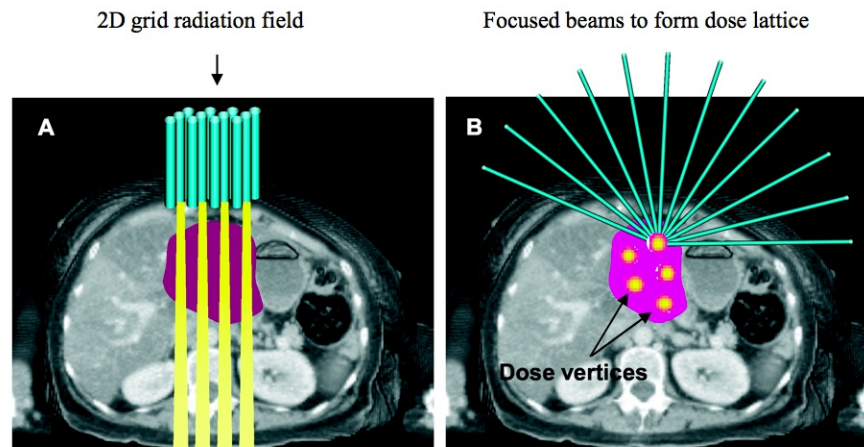 2D grid radiation field
Focused beams to form dose lattice
A
B
Dose vertices